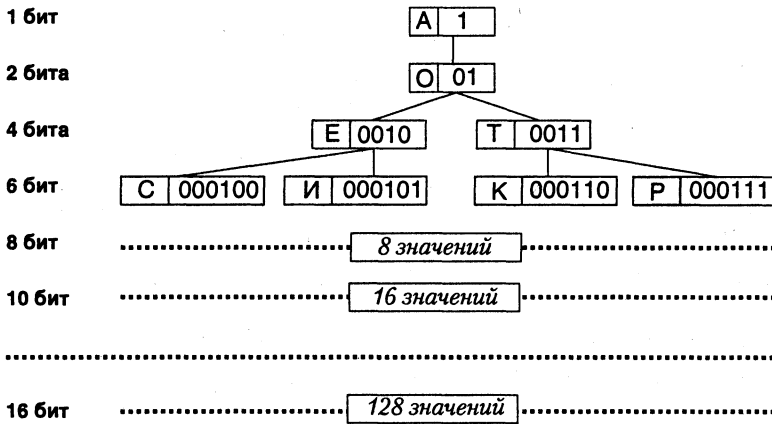 1 бит А 1
2 бита О 01
4 бита Е 0010 Т 0011
6 бит С 000100 И 000101 К 000110 Р 000111
8 бит 8 значений
10 бит 16 значений
16 бит 128 значений